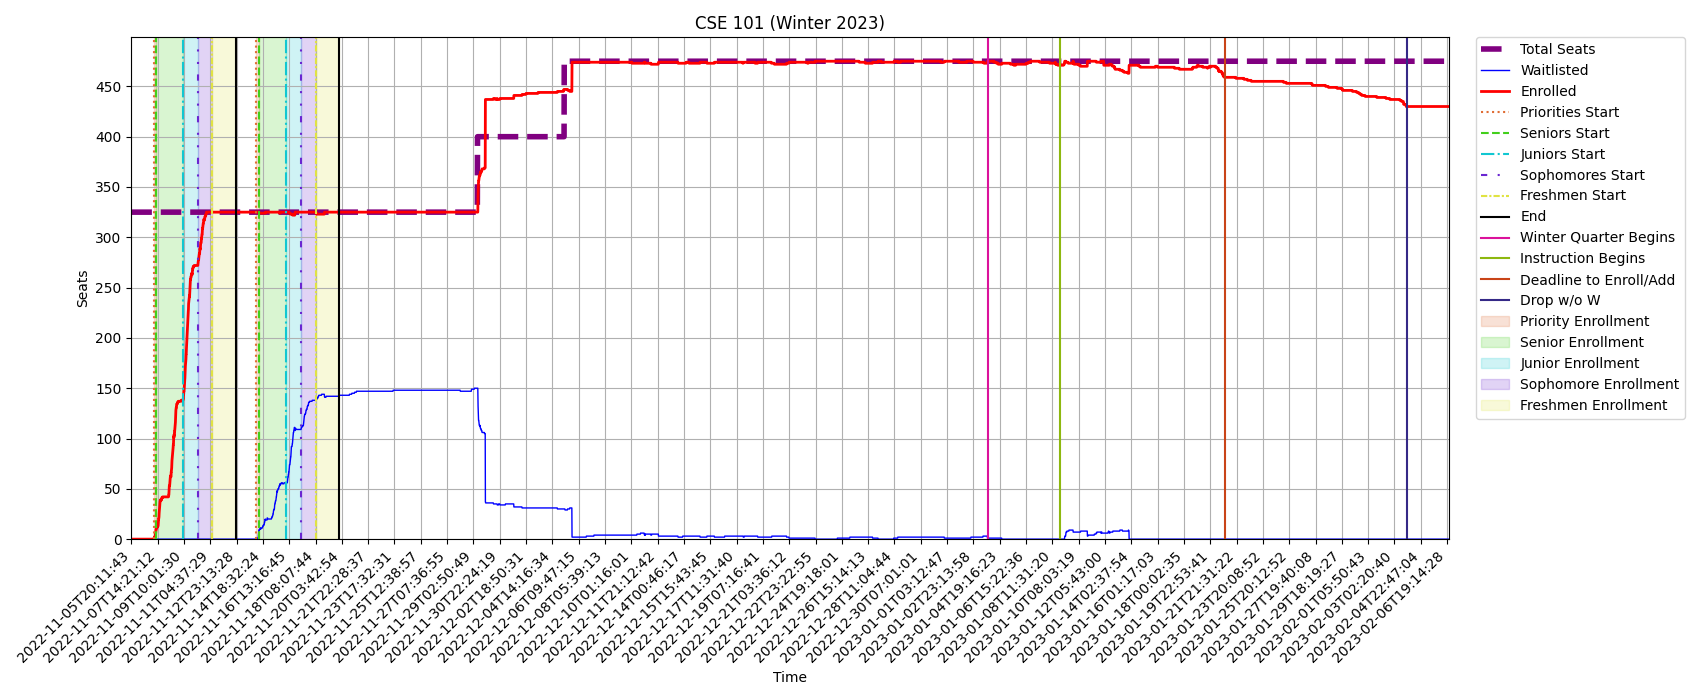 CSE 101 (Winter 2023)
Seats
450
400
350
300
250
200
150
100
50
0
2022-11-05T20:11:43
2022-11-07T14:21:12
2022-11-09T10:01:30
2022-11-11T04:37:29
2022-11-12T23:13:28
2022-11-14T18:32:24
2022-11-16T13:16:45
2022-11-18T08:07:44
2022-11-20T03:42:54
2022-11-21T22:28:37
2022-11-23T17:32:31
2022-11-25T12:38:57
2022-11-27T07:36:55
2022-11-29T02:50:49
2022-11-30T22:24:19
2022-12-02T18:50:31
2022-12-04T14:16:34
2022-12-06T09:47:15
2022-12-08T05:39:13
2022-12-10T01:16:01
2022-12-11T21:12:42
2022-12-14T00:46:17
2022-12-15T15:43:45
2022-12-17T11:31:40
2022-12-19T07:16:41
2022-12-21T03:36:12
2022-12-22T23:22:55
2022-12-24T19:18:01
2022-12-26T15:14:13
2022-12-28T11:04:44
2022-12-30T07:01:01
2023-01-01T03:12:47
2023-01-02T23:13:58
2023-01-04T19:16:23
2023-01-06T15:22:36
2023-01-08T11:31:20
2023-01-10T08:03:19
2023-01-12T05:43:00
2023-01-14T02:37:54
2023-01-16T01:17:03
2023-01-18T00:02:35
2023-01-19T22:53:41
2023-01-21T21:31:22
2023-01-23T20:08:52
2023-01-25T20:12:52
2023-01-27T19:40:08
2023-01-29T18:19:27
2023-02-01T05:50:43
2023-02-03T02:20:40
2023-02-04T22:47:04
2023-02-06T19:14:28
Time
Total Seats
Waitlisted
Enrolled
Priorities Start
Seniors Start
Juniors Start
Sophomores Start
Freshmen Start
End
Winter Quarter Begins
Instruction Begins
Deadline to Enroll/Add
Drop w/o W
Priority Enrollment
Senior Enrollment
Junior Enrollment
Sophomore Enrollment
Freshmen Enrollment